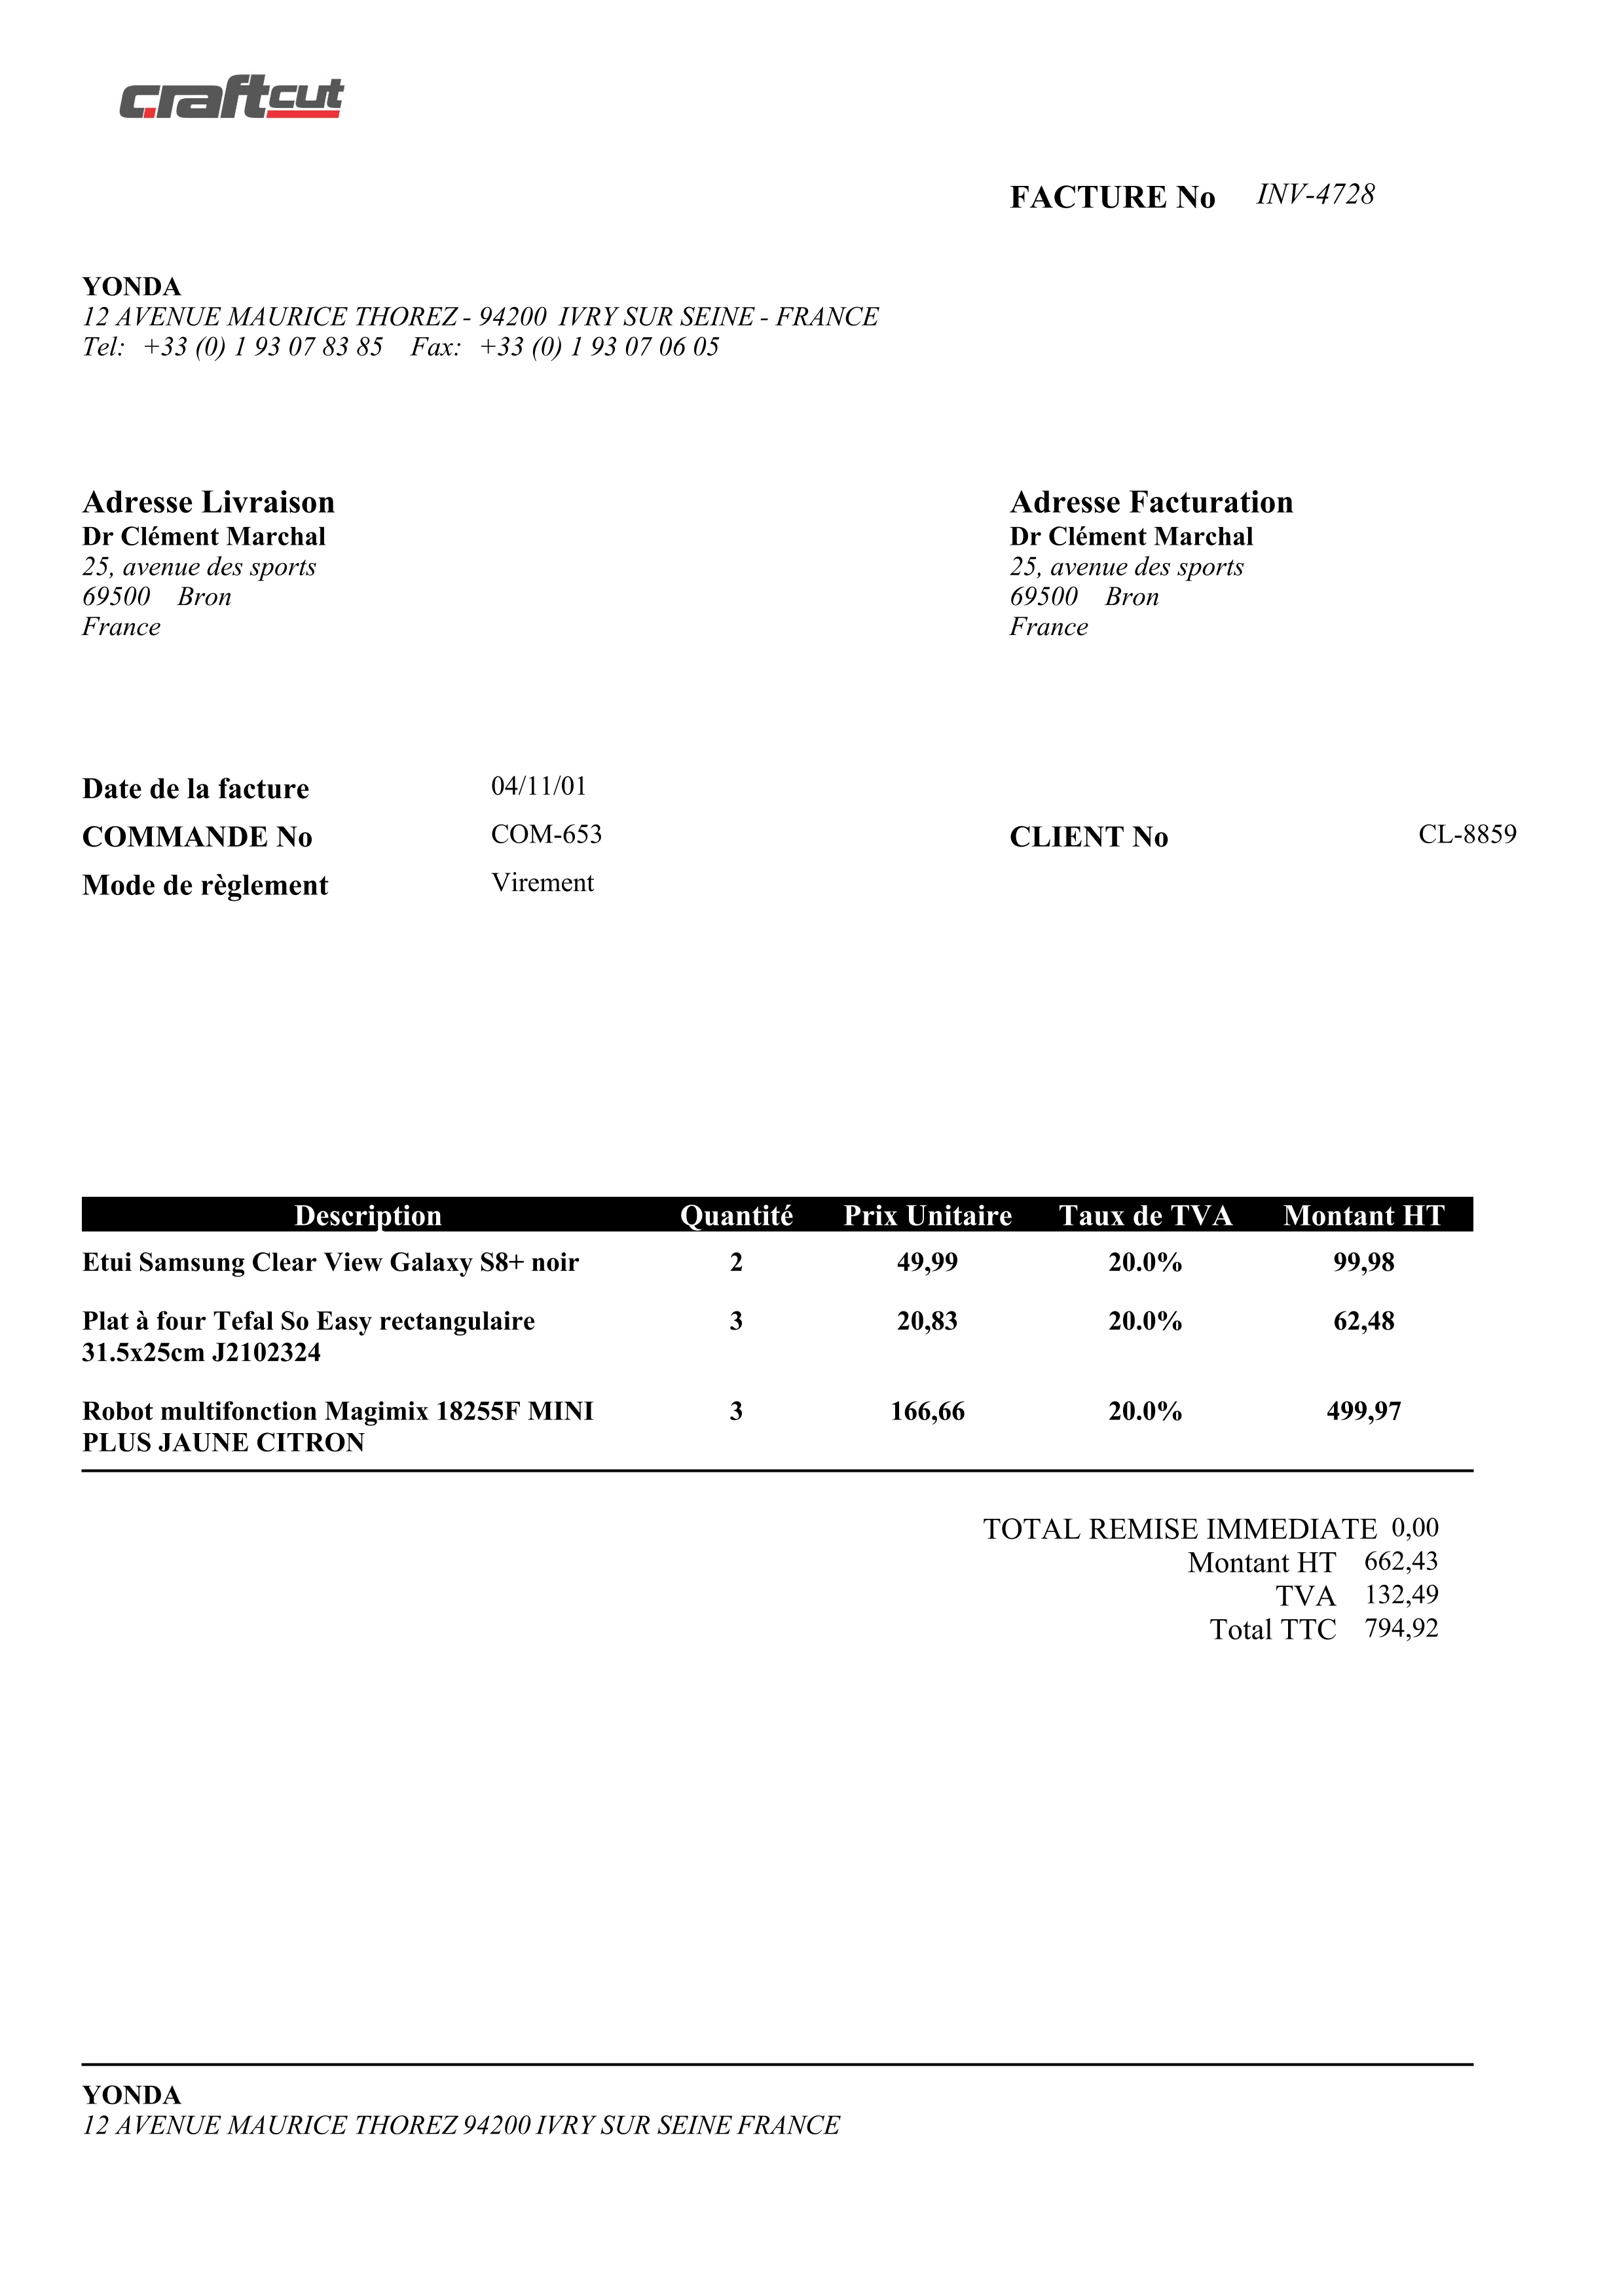 craftcut
FACTURE No INV-4728
YONDA
12 AVENUE MAURICE THOREZ - 94200 IVRY SUR SEINE - FRANCE
Tel: +33 (0) 1 93 07 83 85 Fax: +33 (0) 1 93 07 06 05
Adresse Livraison
Dr Clément Marchal
25, avenue des sports
69500 Bron
France
Adresse Facturation
Dr Clément Marchal
25, avenue des sports
69500 Bron
France
Date de la facture 04/11/01
COMMANDE No COM-653 CLIENT No CL-8859
Mode de règlement Virement
Description Quantité Prix Unitaire Taux de TVA Montant HT
Etui Samsung Clear View Galaxy S8+ noir 2 49,99 20.0% 99,98
Plat à four Tefal So Easy rectangulaire 3 20,83 20.0% 62,48
31.5x25cm J2102324
Robot multifonction Magimix 18255F MINI 3 166,66 20.0% 499,97
PLUS JAUNE CITRON
TOTAL REMISE IMMEDIATE 0,00
Montant HT 662,43
TVA 132,49
Total TTC 794,92
YONDA
12 AVENUE MAURICE THOREZ 94200 IVRY SUR SEINE FRANCE